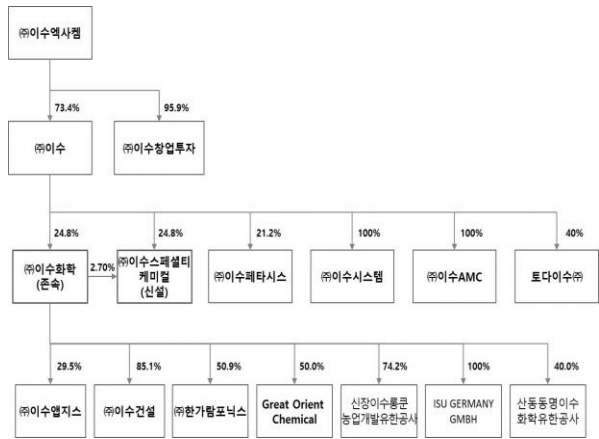 ㈜이수엑사켐
73.4%
95.9%
㈜이수
㈜이수창업투자
24.8%
24.8%
21.2%
100%
100%
40%
㈜이수화학
(존속)
2.70%
㈜이수스페셜티
케미컬
(신설)
㈜이수페타시스
㈜이수시스템
㈜이수AMC
토다이수㈜
29.5%
85.1%
50.9%
50.0%
74.2%
100%
40.0%
㈜이수앱지스
㈜이수건설
㈜한가람포닉스
Great Orient
Chemical
신장이수롱쿤
농업개발유한공사
ISU GERMANY
GMBH
산동동명이수
화학유한공사